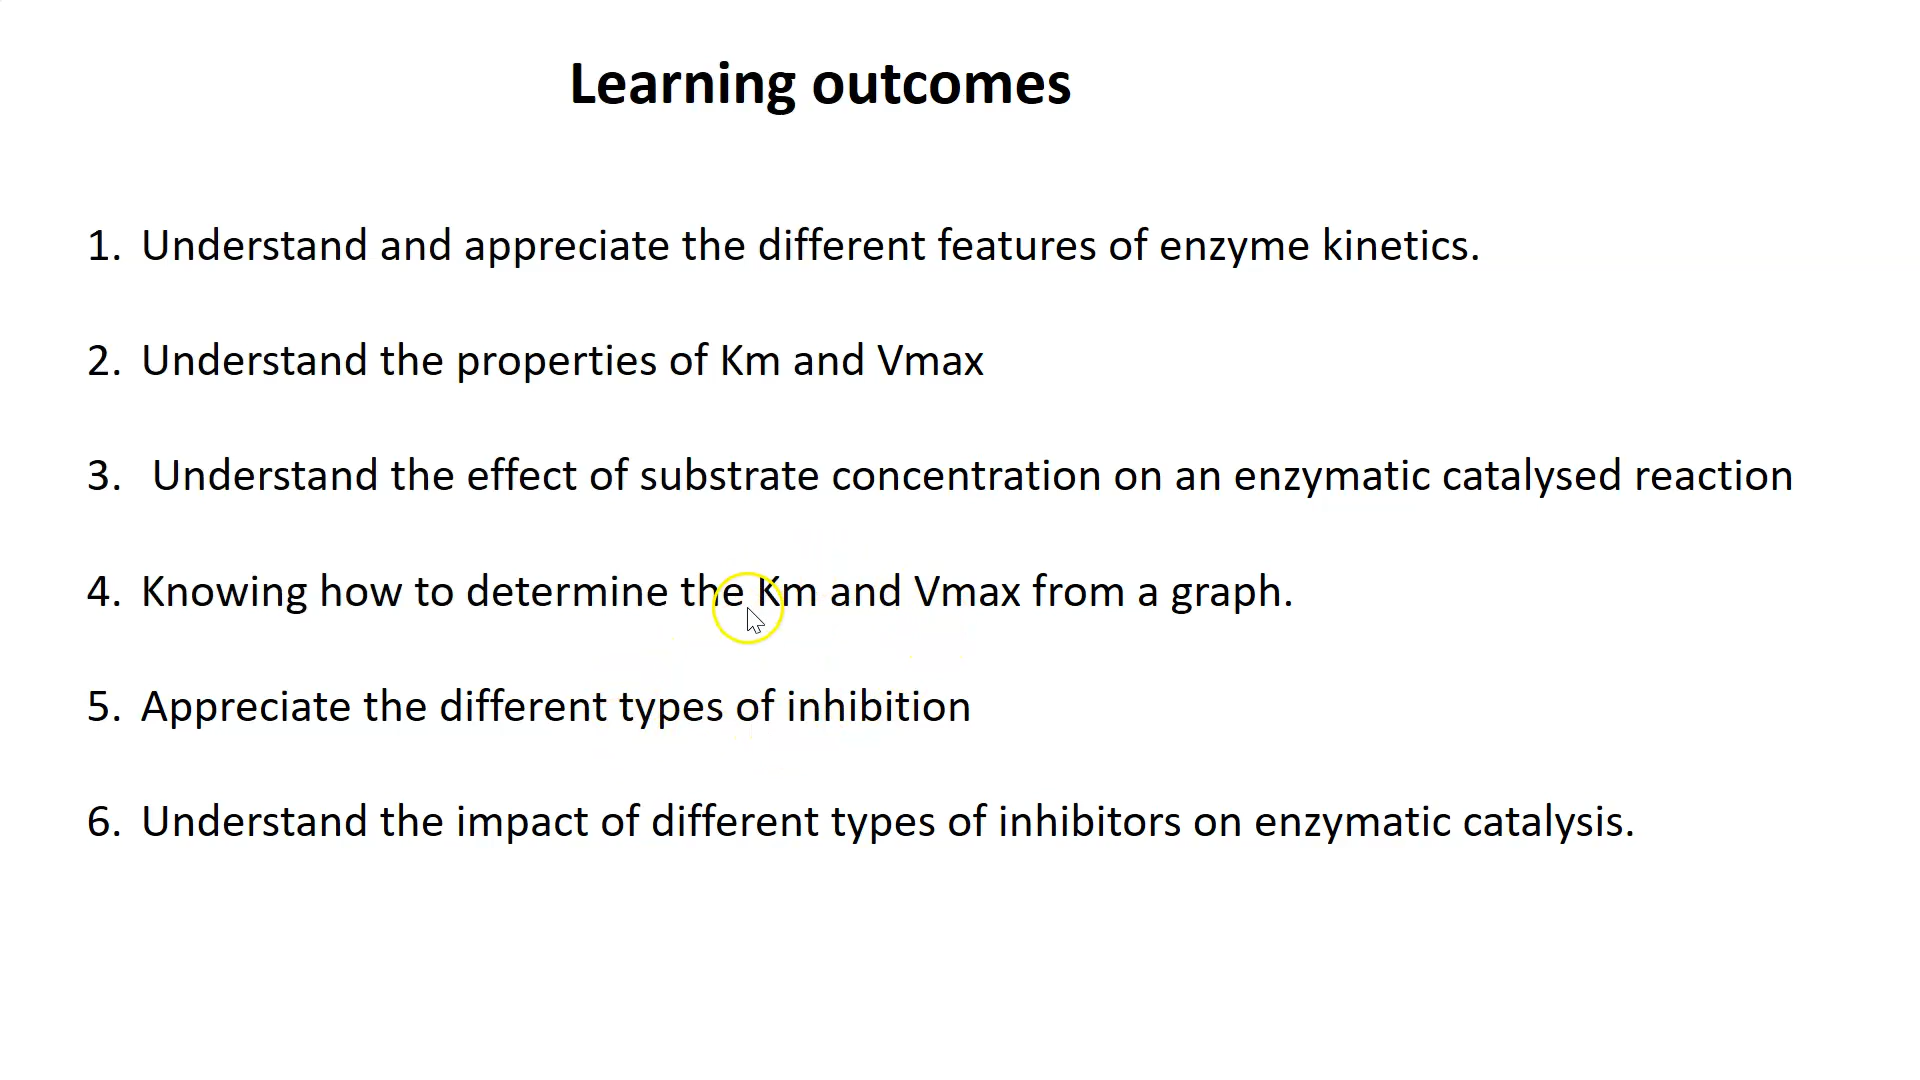 Learning outcomes
1. Understand and appreciate the different features of enzyme kinetics.
2. Understand the properties of Km and Vmax
3. Understand the effect of substrate concentration on an enzymatic catalysed reaction
4. Knowing how to determine the Km and Vmax from a graph.
5. Appreciate the different types of inhibition
6. Understand the impact of different types of inhibitors on enzymatic catalysis.